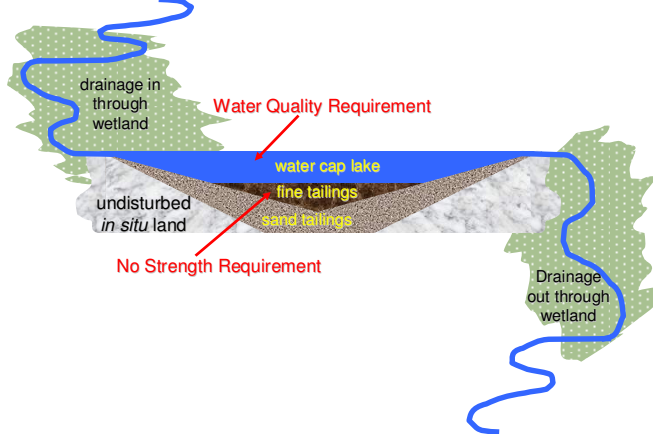 drainage in
through
wetland
Water Quality Requirement
water cap lake
fine tailings
sand tailings
undisturbed
in situ land
No Strength Requirement
Drainage
out through
wetland